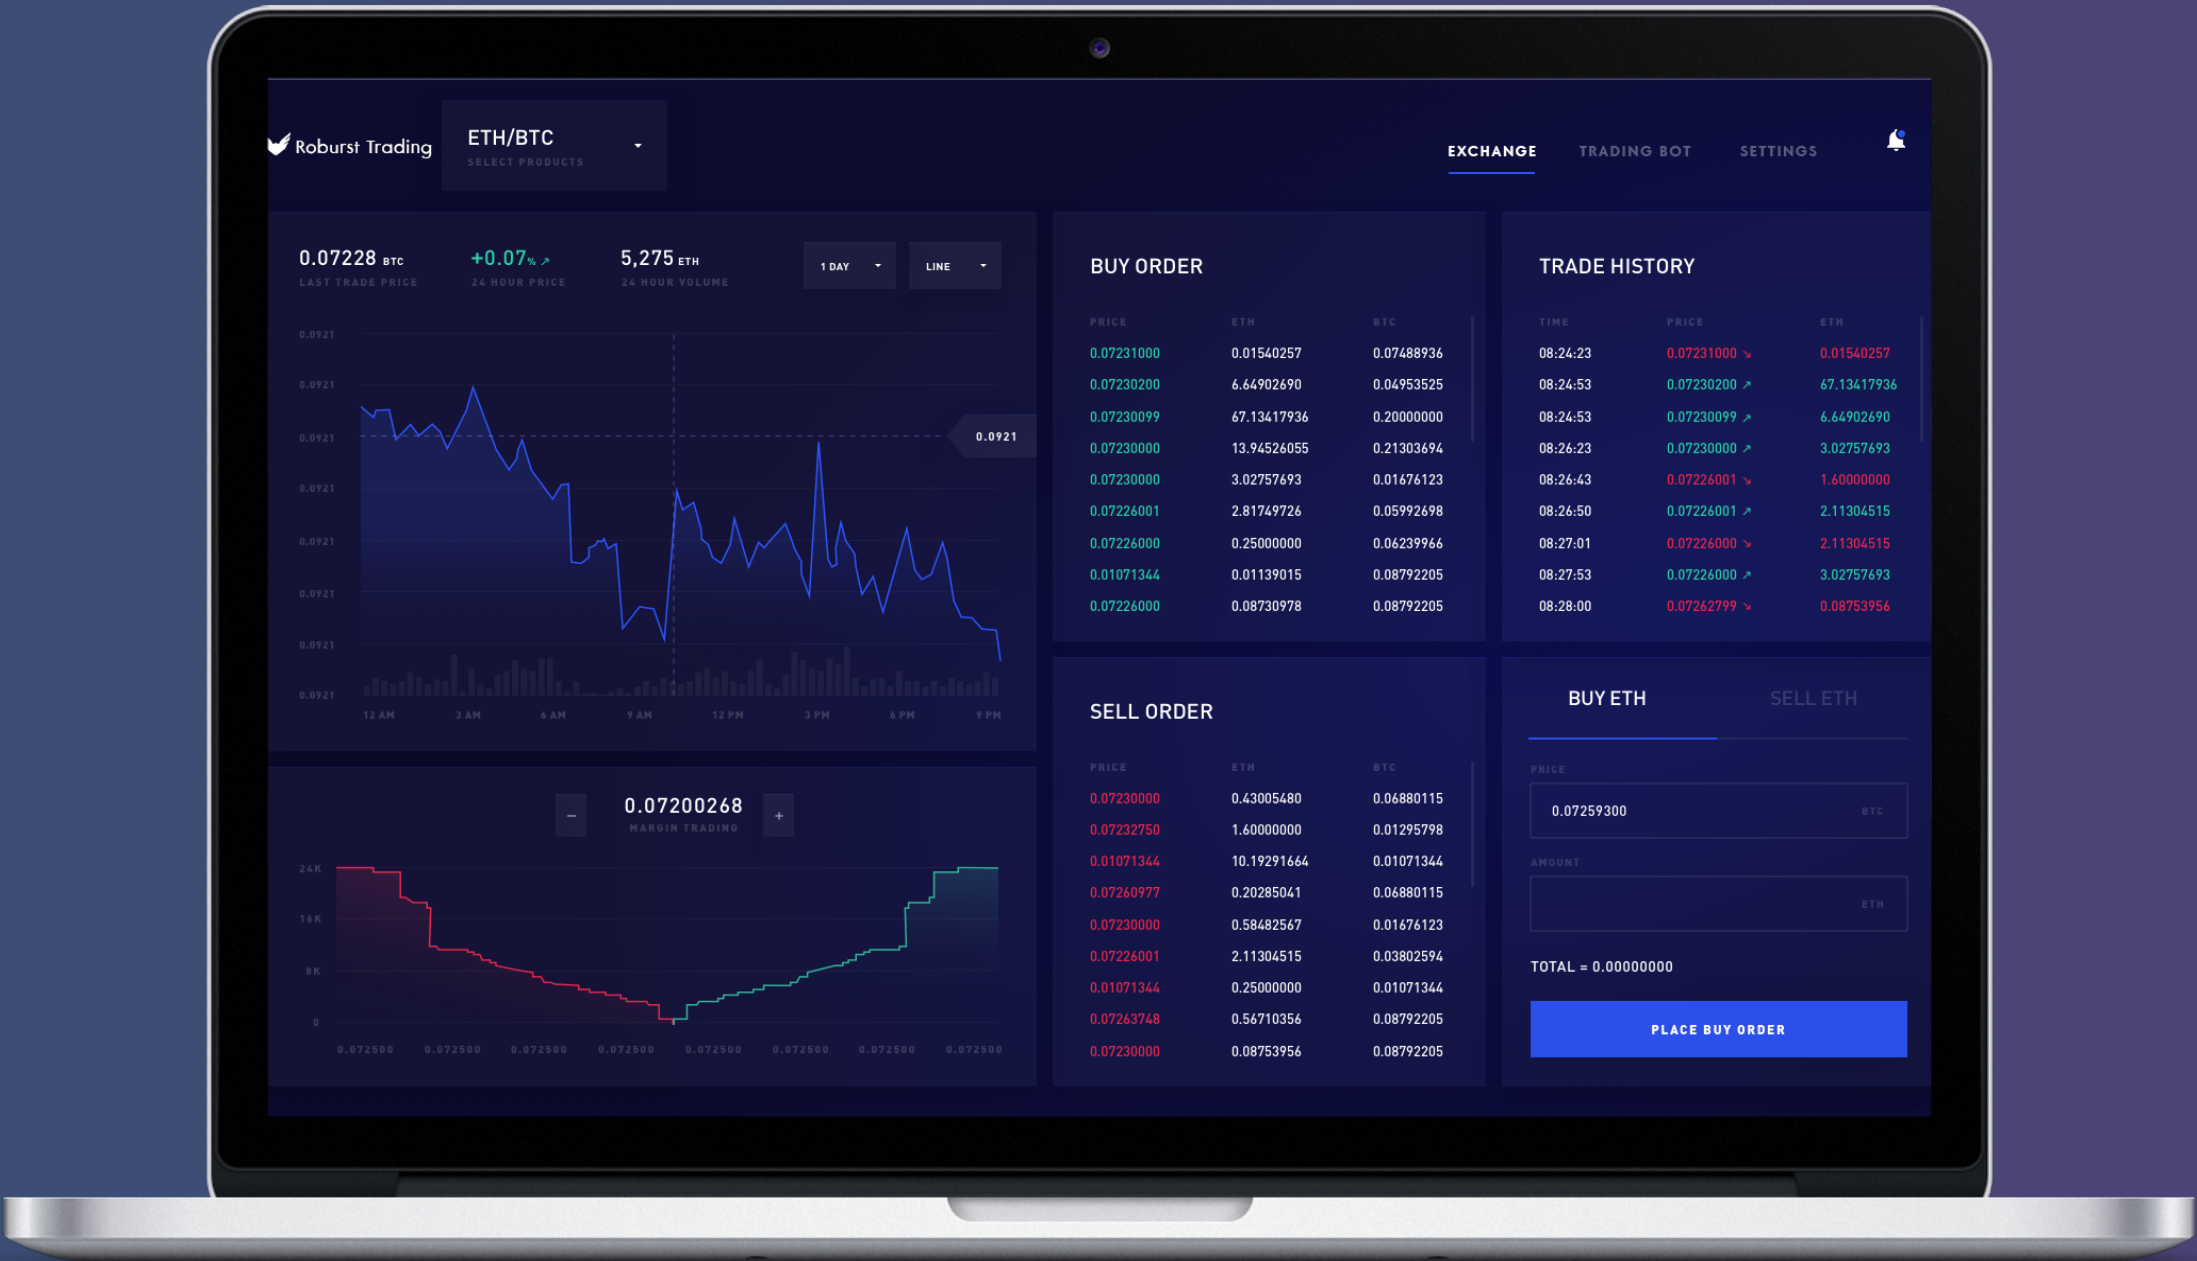 Roburst Trading
ETH/BTC
SELECT PRODUCTS
EXCHANGE TRADING BOT SETTINGS
0.07228 BTC
LAST TRADE PRICE
+0.07% ↗
24 HOUR PRICE
5,275 ETH
24 HOUR VOLUME
1 DAY
LINE
0.0921
0.0921
0.0921
0.0921
0.0921
0.0921
0.0921
0.0921
0.0921
12 AM 3 AM 6 AM 9 AM 12 PM 3 PM 6 PM 9 PM
−
0.07200268
MARGIN TRADING
+
24K
16K
8K
0
0.072500 0.072500 0.072500 0.072500 0.072500 0.072500 0.072500 0.072500
BUY ORDER
PRICE ETH BTC
0.07231000 0.01540257 0.07488936
0.07230200 6.64902690 0.04953525
0.07230099 67.13417936 0.20000000
0.07230000 13.94526055 0.21303694
0.07230000 3.02757693 0.01676123
0.07226001 2.81749726 0.05992698
0.07226000 0.25000000 0.06239966
0.01071344 0.01139015 0.08792205
0.07226000 0.08730978 0.08792205
TRADE HISTORY
TIME PRICE ETH
08:24:23 0.07231000 ↘ 0.01540257
08:24:53 0.07230200 ↗ 67.13417936
08:24:53 0.07230099 ↗ 6.64902690
08:26:23 0.07230000 ↗ 3.02757693
08:26:43 0.07226001 ↘ 1.60000000
08:26:50 0.07226001 ↗ 2.11304515
08:27:01 0.07226000 ↘ 2.11304515
08:27:53 0.07226000 ↗ 3.02757693
08:28:00 0.07262799 ↘ 0.08753956
SELL ORDER
PRICE ETH BTC
0.07230000 0.43005480 0.06880115
0.07232750 1.60000000 0.01295798
0.01071344 10.19291664 0.01071344
0.07260977 0.20285041 0.06880115
0.07230000 0.58482567 0.01676123
0.07226001 2.11304515 0.03802594
0.01071344 0.25000000 0.01071344
0.07263748 0.56710356 0.08792205
0.07230000 0.08753956 0.08792205
BUY ETH SELL ETH
PRICE
0.07259300 BTC
AMOUNT
ETH
TOTAL = 0.00000000
PLACE BUY ORDER